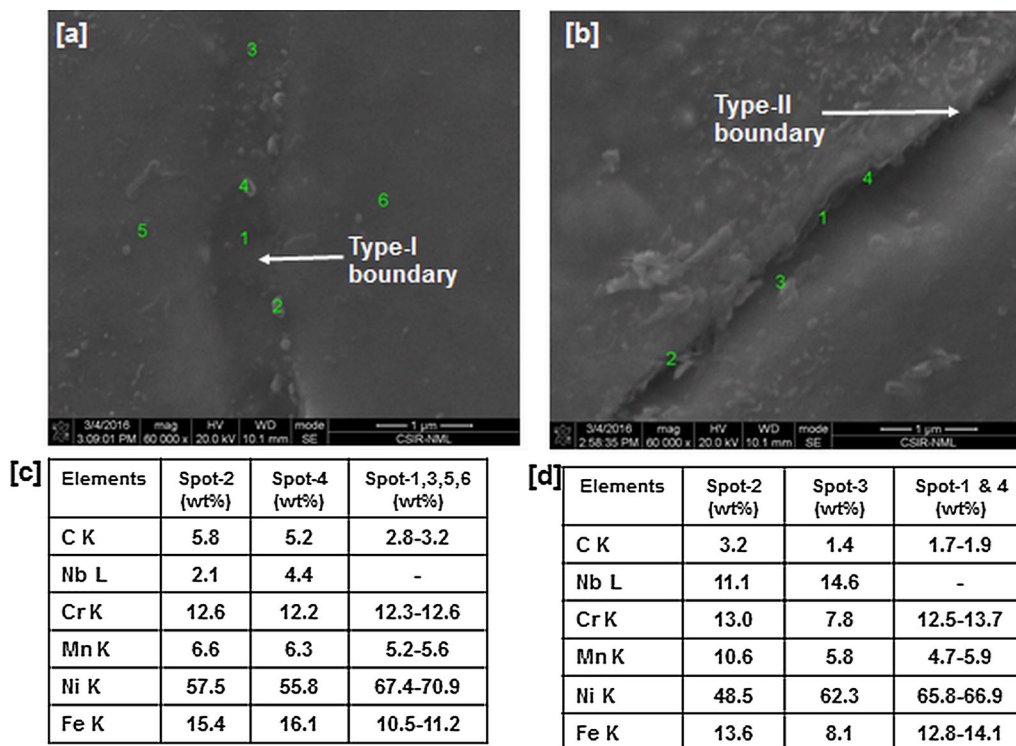 [a]
3
4
6
5
1
Type-I
boundary
2
3/4/2016 mag HV WD mode 1 µm
3:09:01 PM 60 000 x 20.0 kV 10.1 mm SE CSIR-NML
[b]
Type-II
boundary
4
1
3
2
3/4/2016 mag HV WD mode 1 µm
2:58:35 PM 60 000 x 20.0 kV 10.1 mm SE CSIR-NML
[c]
Elements Spot-2 (wt%) Spot-4 (wt%) Spot-1,3,5,6 (wt%)
C K 5.8 5.2 2.8-3.2
Nb L 2.1 4.4 -
Cr K 12.6 12.2 12.3-12.6
Mn K 6.6 6.3 5.2-5.6
Ni K 57.5 55.8 67.4-70.9
Fe K 15.4 16.1 10.5-11.2
[d]
Elements Spot-2 (wt%) Spot-3 (wt%) Spot-1 & 4 (wt%)
C K 3.2 1.4 1.7-1.9
Nb L 11.1 14.6 -
Cr K 13.0 7.8 12.5-13.7
Mn K 10.6 5.8 4.7-5.9
Ni K 48.5 62.3 65.8-66.9
Fe K 13.6 8.1 12.8-14.1